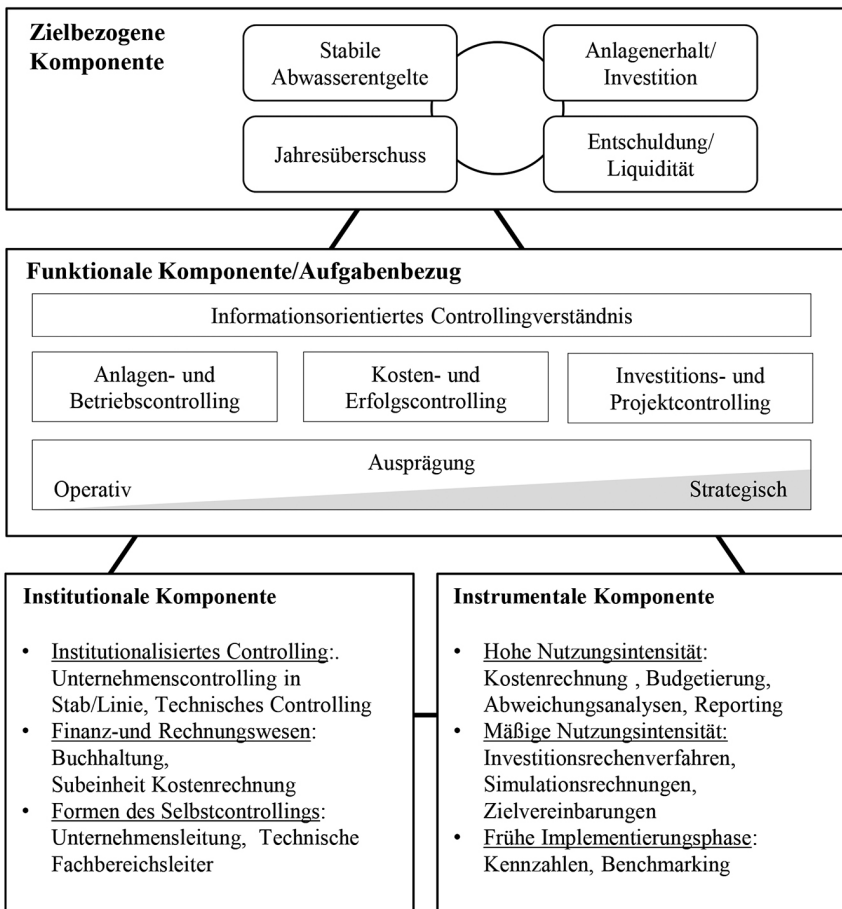 Zielbezogene
Komponente
Stabile
Abwasserentgelte
Anlagenerhalt/
Investition
Jahresüberschuss
Entschuldung/
Liquidität
Funktionale Komponente/Aufgabenbezug
Informationsorientiertes Controllingverständnis
Anlagen- und
Betriebscontrolling
Kosten- und
Erfolgscontrolling
Investitions- und
Projektcontrolling
Ausprägung
Operativ
Strategisch
Institutionale Komponente
• Institutionalisiertes Controlling:.
Unternehmenscontrolling in
Stab/Linie, Technisches Controlling
• Finanz-und Rechnungswesen:
Buchhaltung,
Subeinheit Kostenrechnung
• Formen des Selbstcontrollings:
Unternehmensleitung, Technische
Fachbereichsleiter
Instrumentale Komponente
• Hohe Nutzungsintensität:
Kostenrechnung , Budgetierung,
Abweichungsanalysen, Reporting
• Mäßige Nutzungsintensität:
Investitionsrechenverfahren,
Simulationsrechnungen,
Zielvereinbarungen
• Frühe Implementierungsphase:
Kennzahlen, Benchmarking